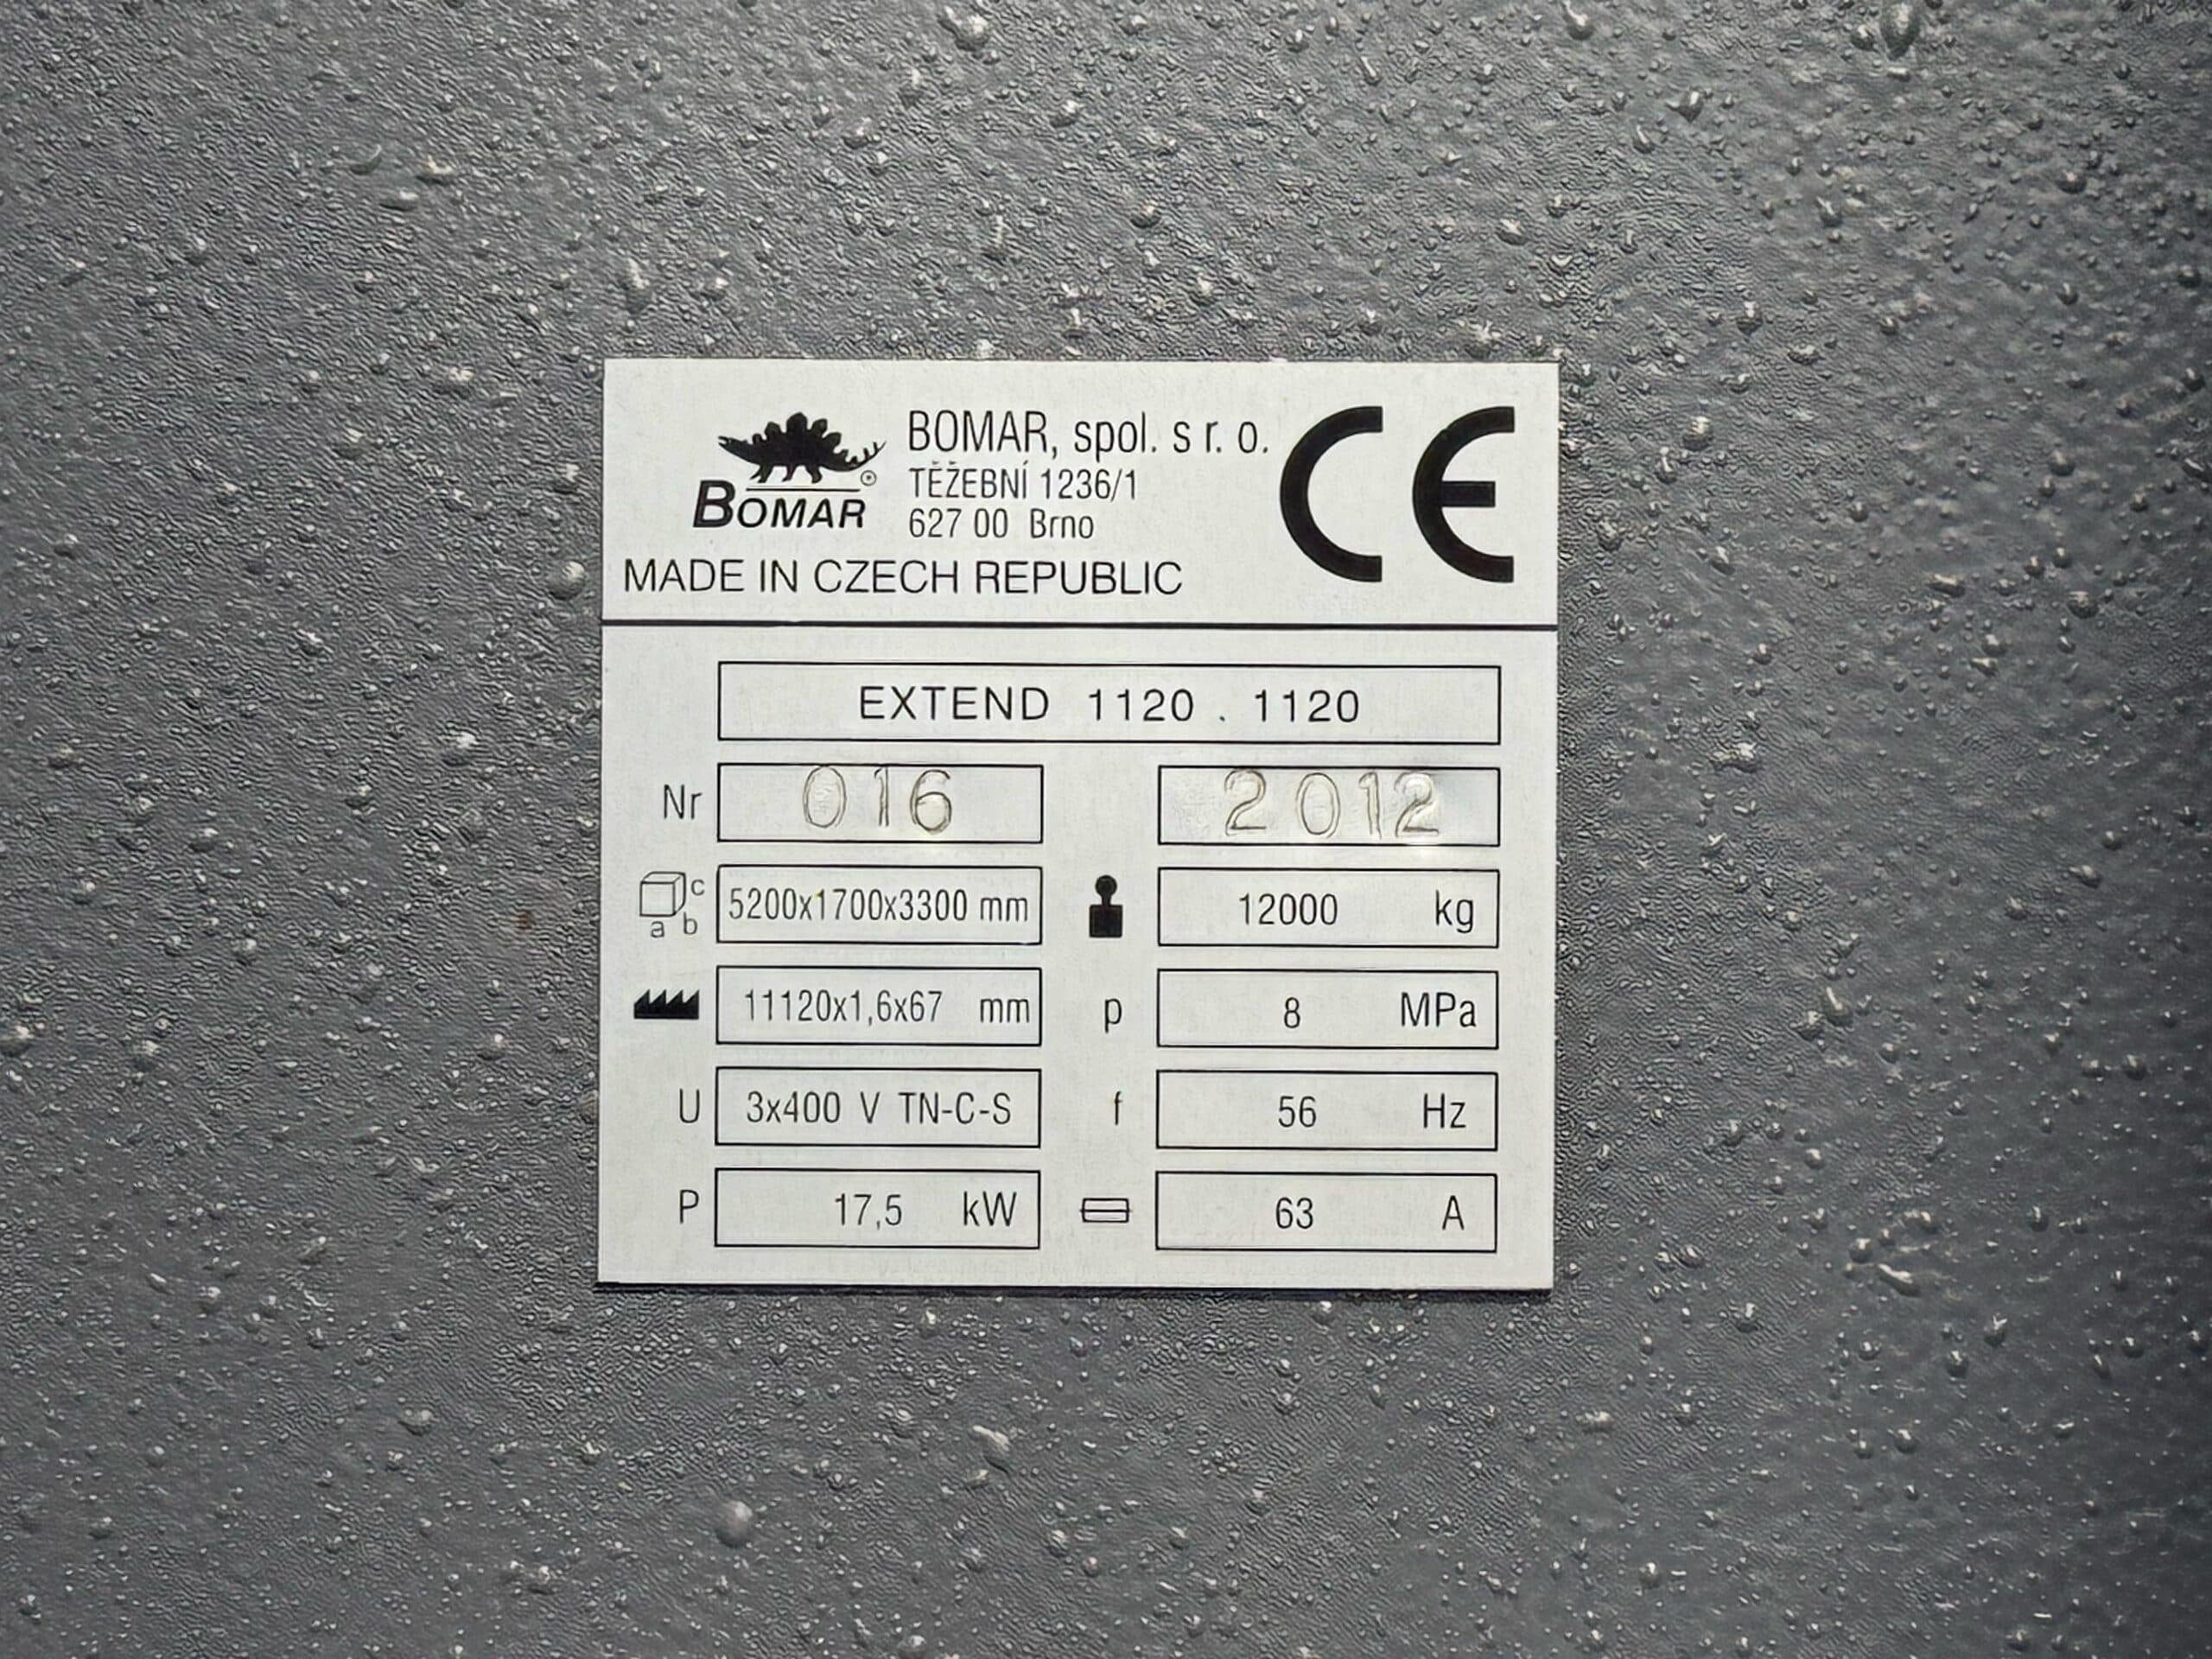 BOMAR, spol. s r. o.
TĚŽEBNÍ 1236/1
BOMAR ®
627 00 Brno
CE
MADE IN CZECH REPUBLIC
EXTEND 1120 . 1120
Nr 016 2012
a b c 5200x1700x3300 mm 12000 kg
11120x1,6x67 mm p 8 MPa
U 3x400 V TN-C-S f 56 Hz
P 17,5 kW 63 A